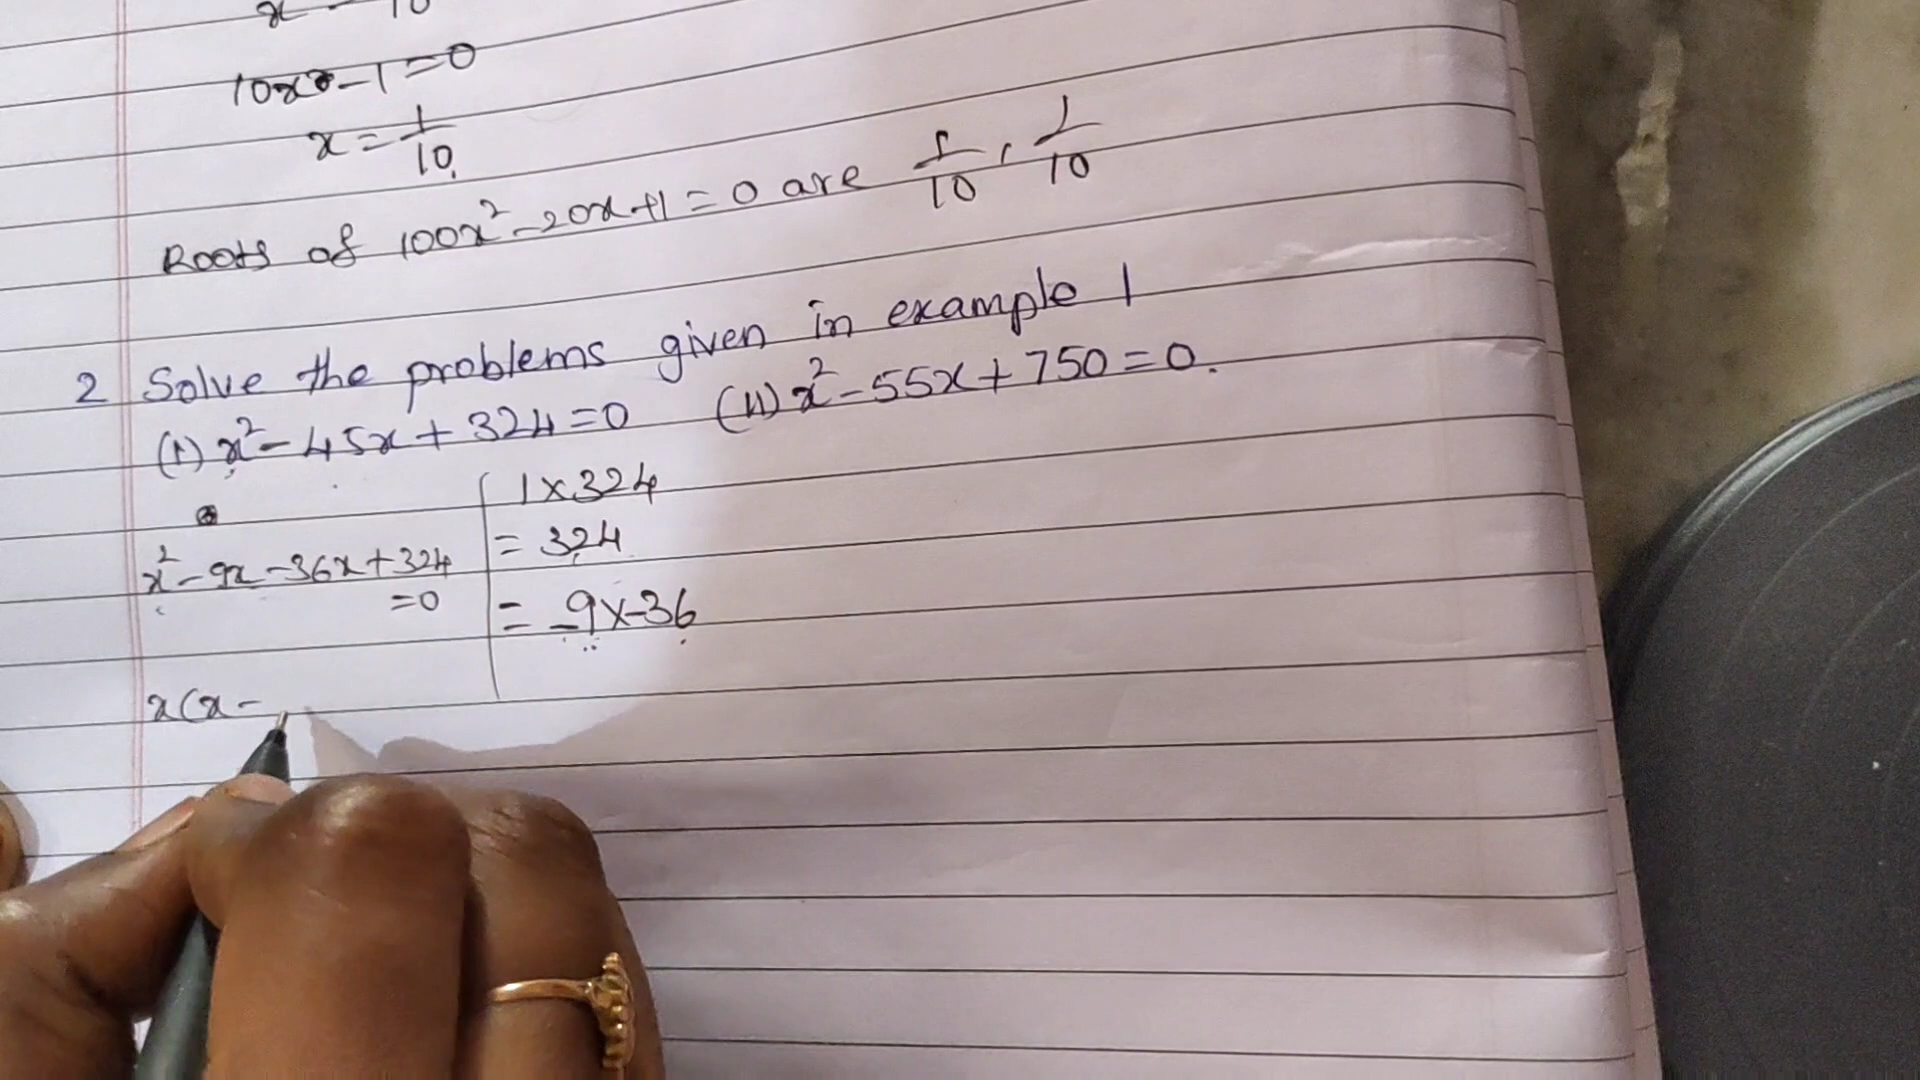 x - 10
10x - 1 = 0
x = 1/10
Roots of 100x² - 20x + 1 = 0 are 1/10, 1/10
2 Solve the problems given in example 1
(i) x² - 45x + 324 = 0 (ii) x² - 55x + 750 = 0.
1 × 324
= 324
x² - 9x - 36x + 324
= 0
= -9 × -36
x(x -